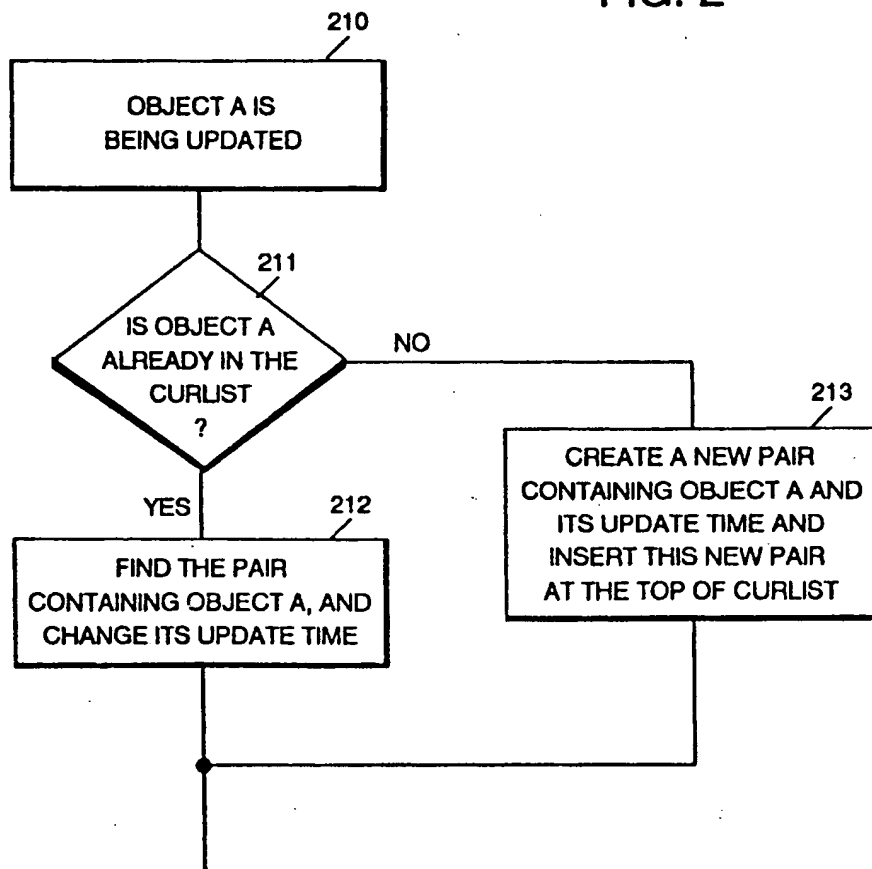 FIG. 2
210
OBJECT A IS
BEING UPDATED
211
IS OBJECT A
ALREADY IN THE
CURLIST
?
NO
YES
212
FIND THE PAIR
CONTAINING OBJECT A, AND
CHANGE ITS UPDATE TIME
213
CREATE A NEW PAIR
CONTAINING OBJECT A AND
ITS UPDATE TIME AND
INSERT THIS NEW PAIR
AT THE TOP OF CURLIST